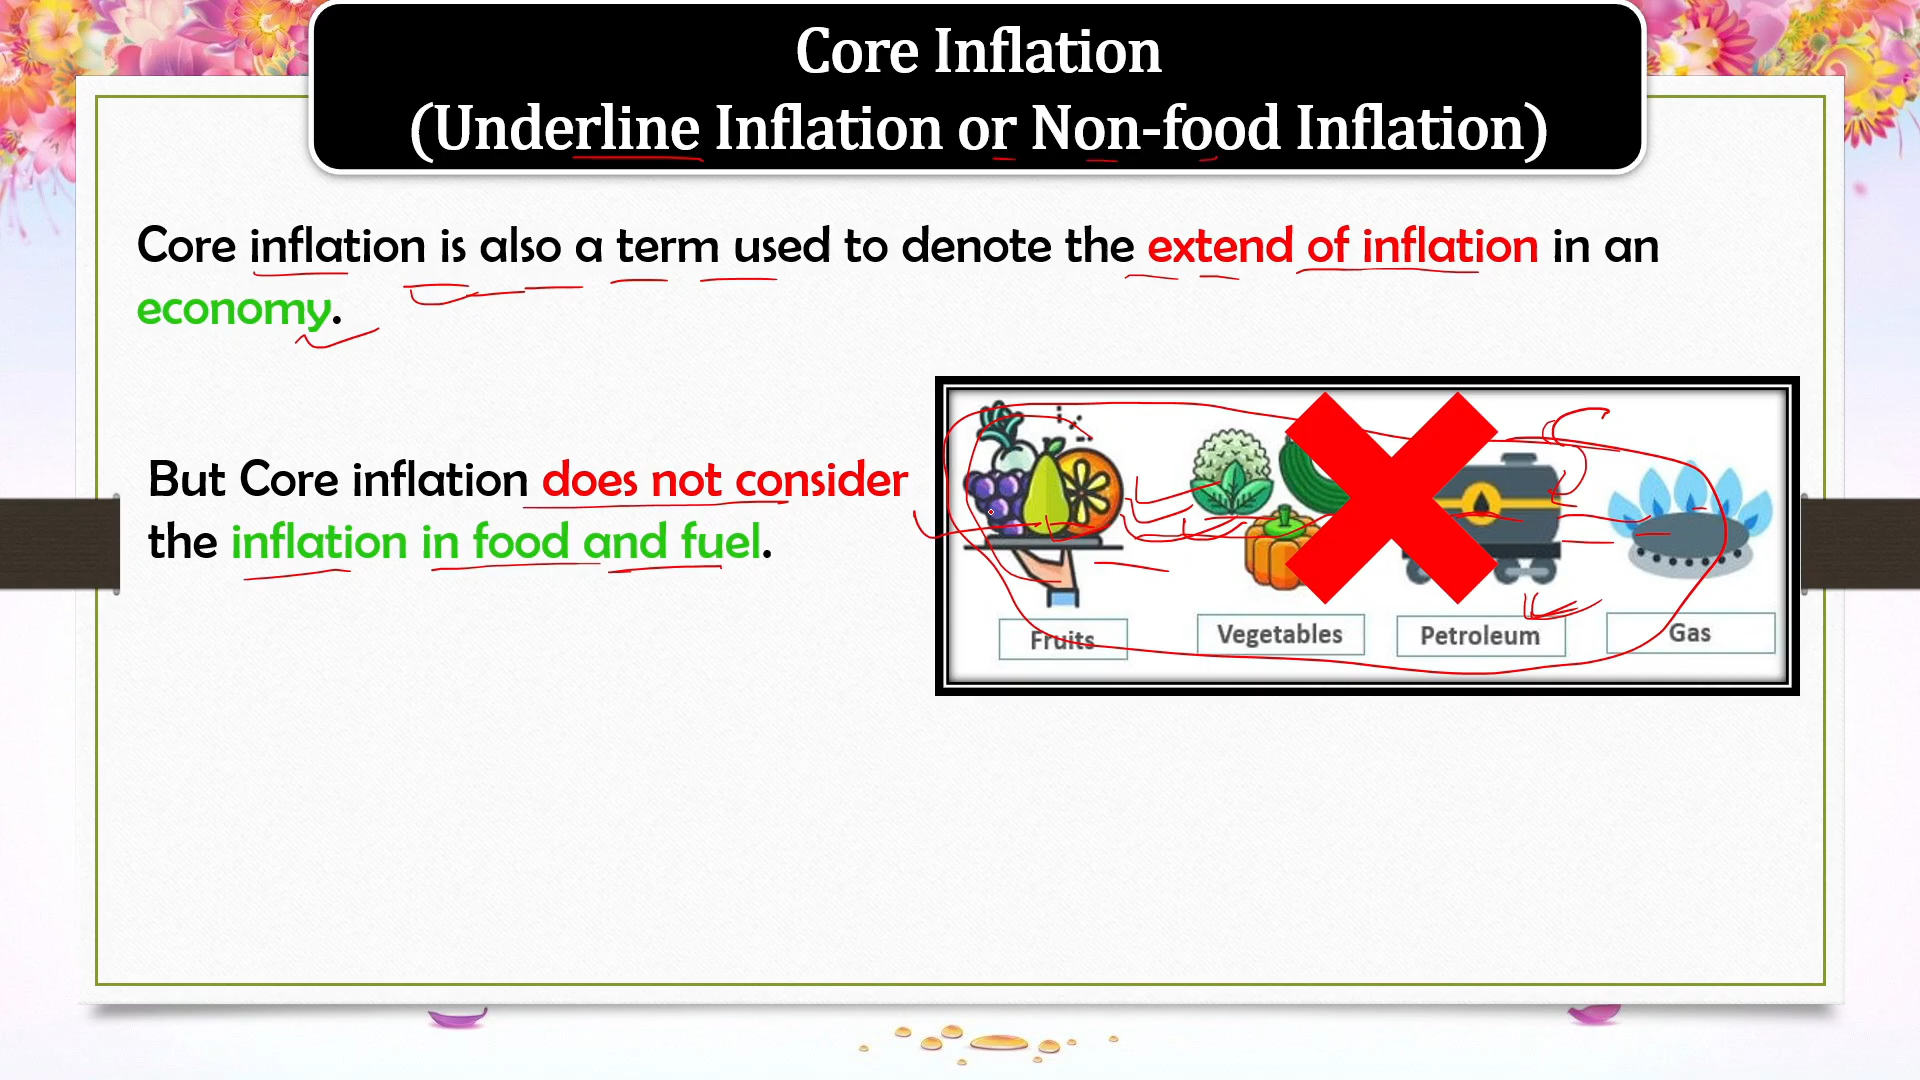 Core Inflation
(Underline Inflation or Non-food Inflation)
Core inflation is also a term used to denote the extend of inflation in an
economy.
But Core inflation does not consider
the inflation in food and fuel.
Fruits
Vegetables
Petroleum
Gas